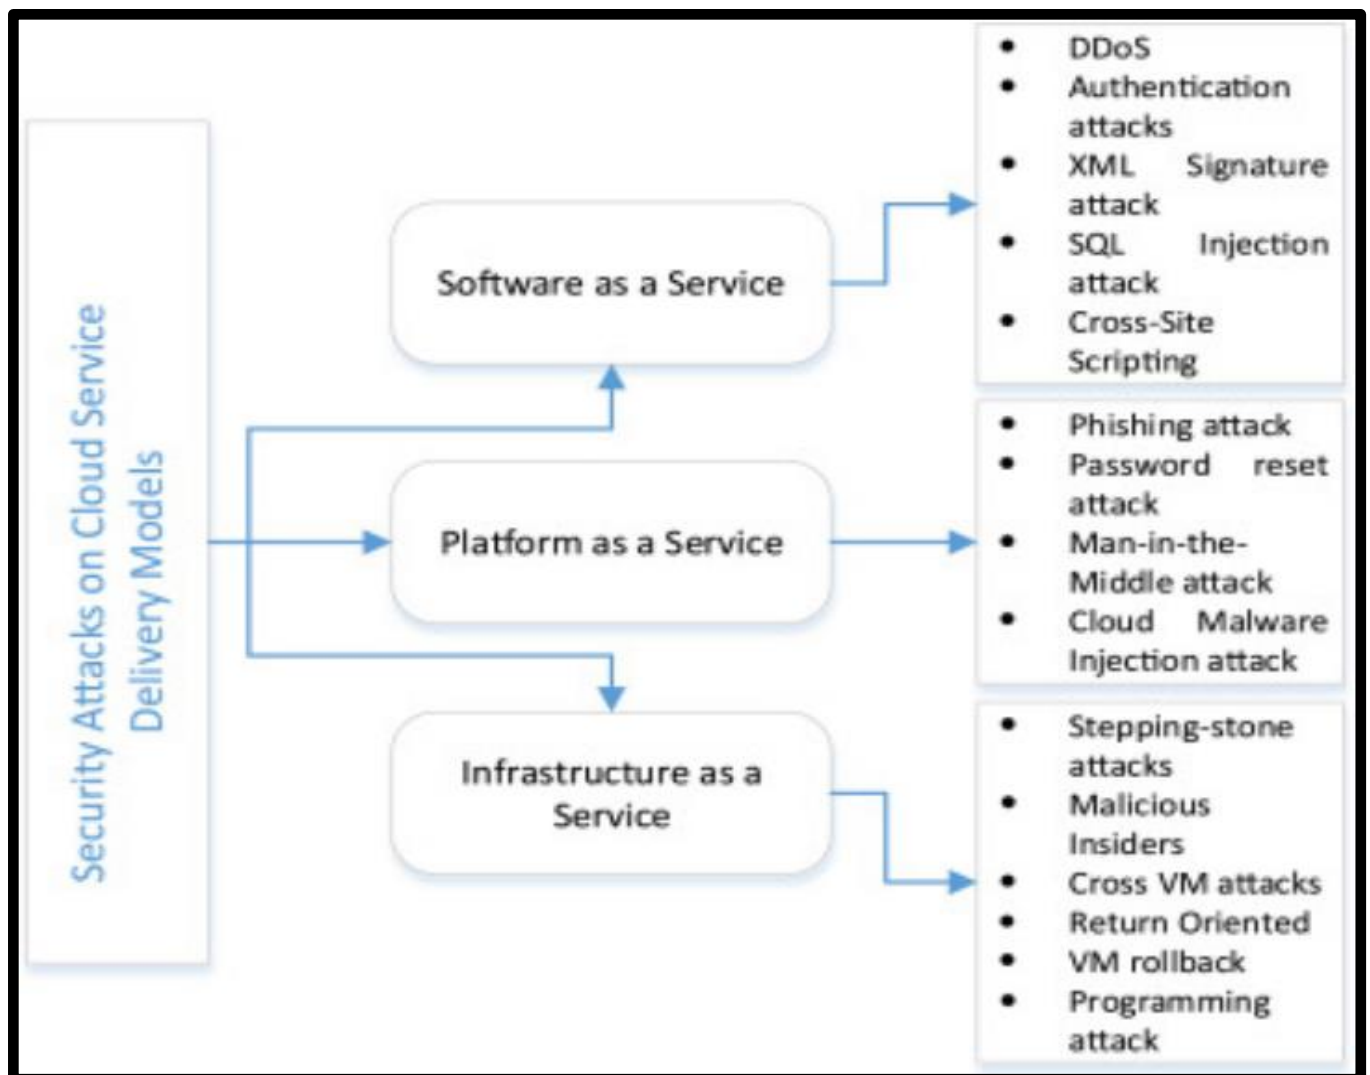 Security Attacks on Cloud Service
Delivery Models
Software as a Service
• DDoS
• Authentication
attacks
• XML Signature
attack
• SQL Injection
attack
• Cross-Site
Scripting
Platform as a Service
• Phishing attack
• Password reset
attack
• Man-in-the-
Middle attack
• Cloud Malware
Injection attack
Infrastructure as a
Service
• Stepping-stone
attacks
• Malicious
Insiders
• Cross VM attacks
• Return Oriented
• VM rollback
• Programming
attack